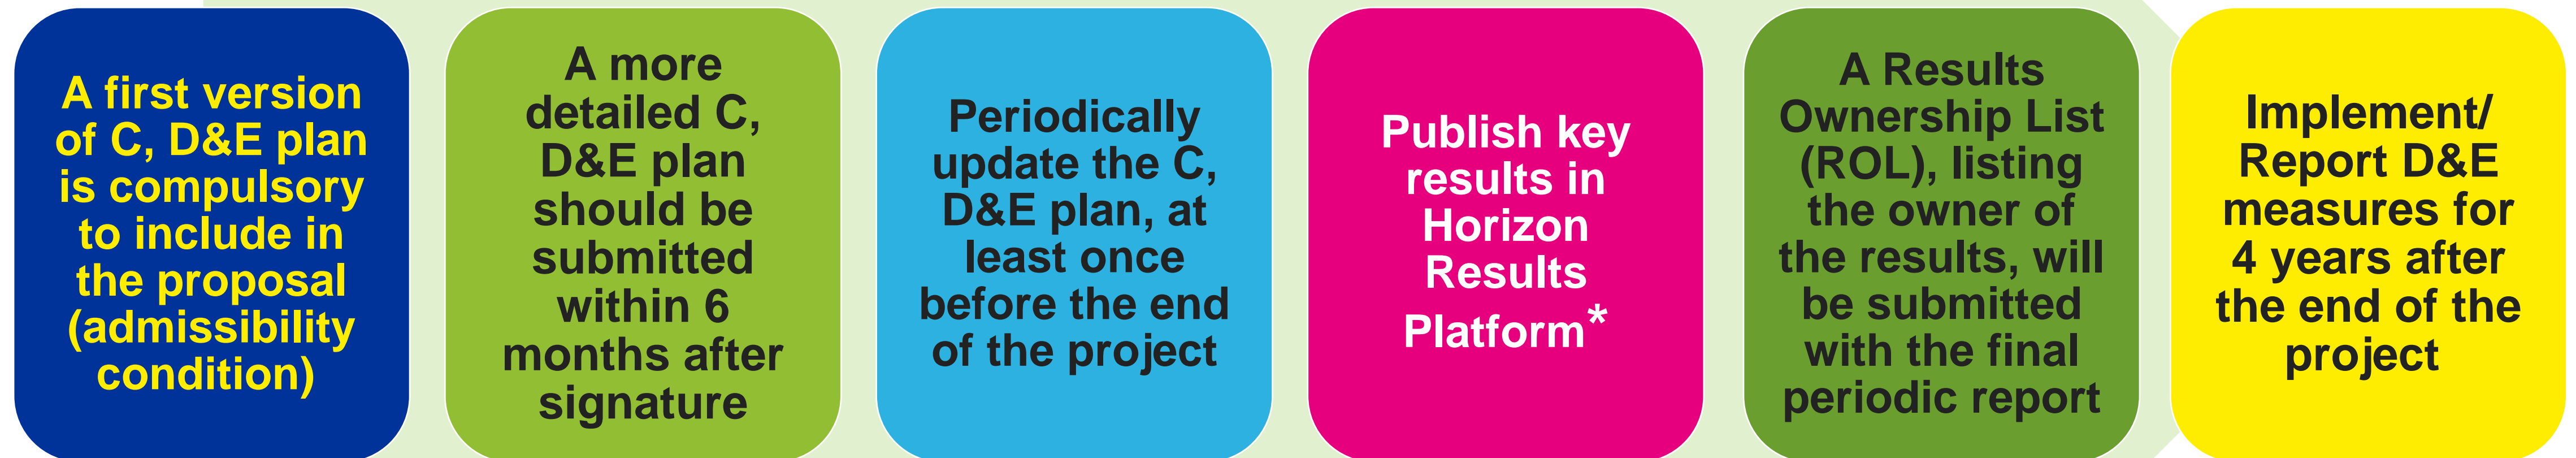 A first version
of C, D&E plan
is compulsory
to include in
the proposal
(admissibility
condition)
A more
detailed C,
D&E plan
should be
submitted
within 6
months after
signature
Periodically
update the C,
D&E plan, at
least once
before the end
of the project
Publish key
results in
Horizon
Results
Platform*
A Results
Ownership List
(ROL), listing
the owner of
the results, will
be submitted
with the final
periodic report
Implement/
Report D&E
measures for
4 years after
the end of the
project